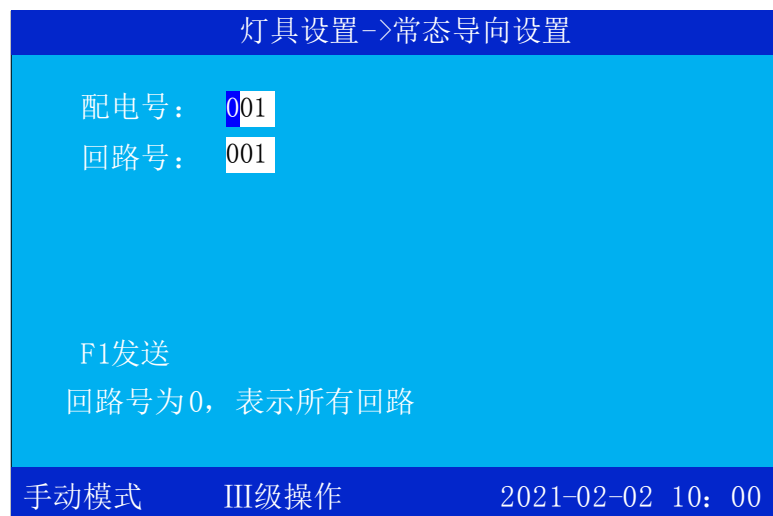 灯具设置->常态导向设置
配电号： 001
回路号： 001
F1发送
回路号为0，表示所有回路
手动模式 Ⅲ级操作 2021-02-02 10：00